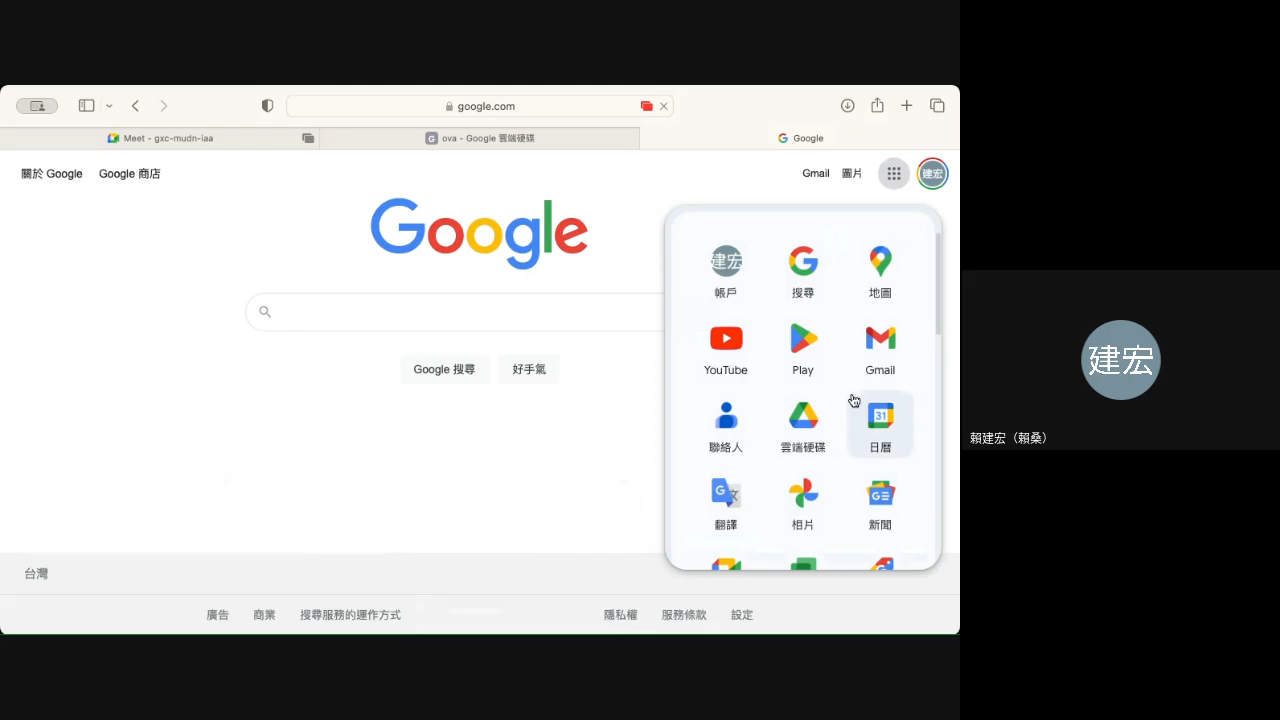 google.com
Meet - gxc-mudn-iaa
ova - Google 雲端硬碟
Google
關於 Google
Google 商店
Gmail
圖片
建宏
Google
建宏
帳戶
搜尋
地圖
YouTube
Play
Gmail
31
聯絡人
雲端硬碟
日曆
翻譯
相片
新聞
Google 搜尋
好手氣
台灣
廣告
商業
搜尋服務的運作方式
隱私權
服務條款
設定
建宏
賴建宏（賴桑）